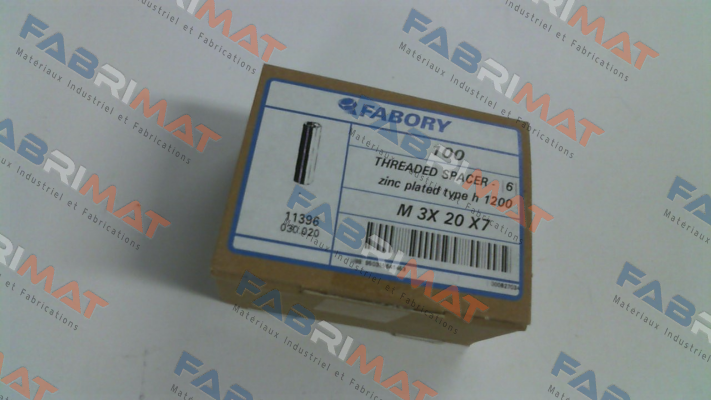 FABORY
100
THREADED SPACER 6
zinc plated type h 1200
M 3X 20 X7
11396
030.020
FABRIMAT
Materiaux Industriel et Fabrications